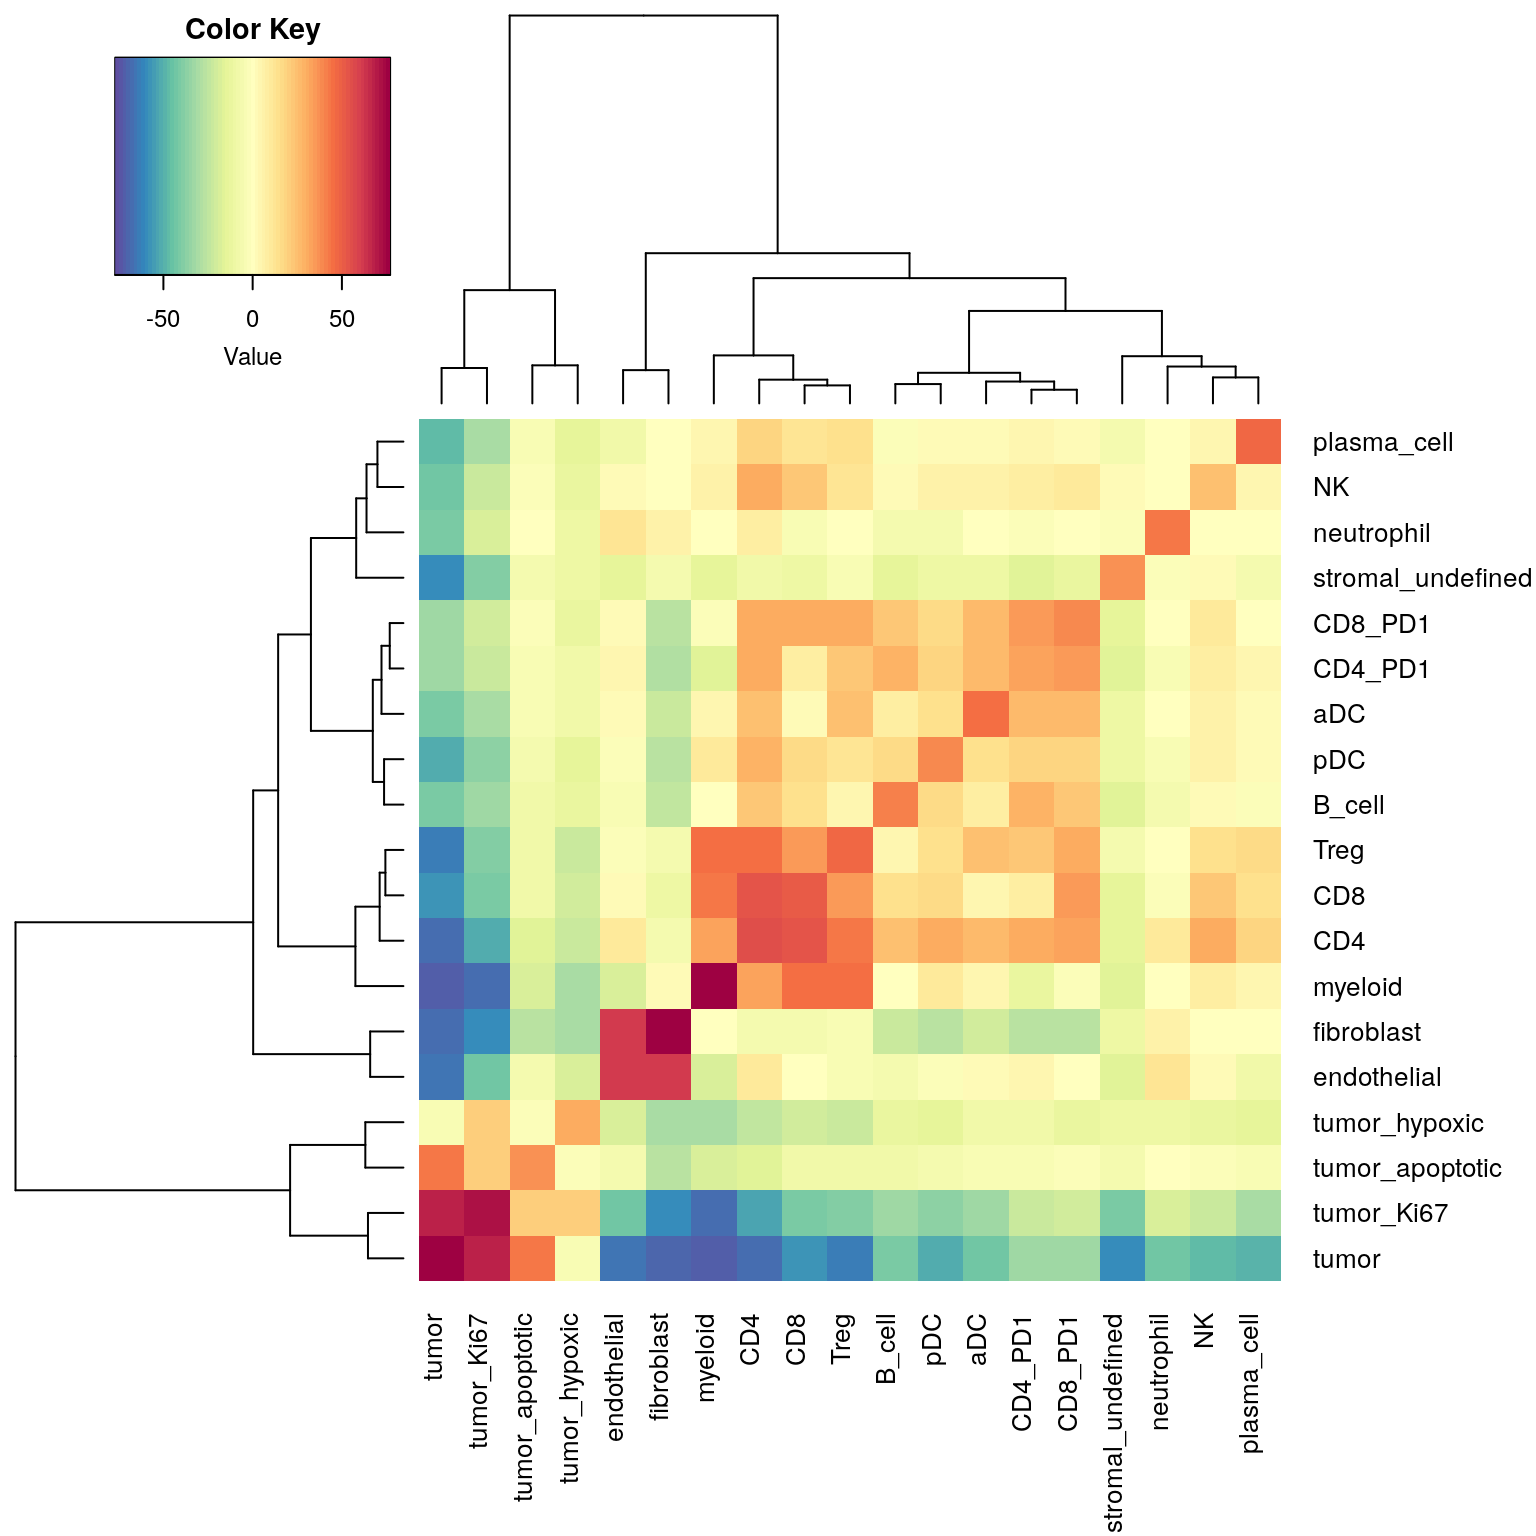 Color Key
-50 0 50
Value
plasma_cell
NK
neutrophil
stromal_undefined
CD8_PD1
CD4_PD1
aDC
pDC
B_cell
Treg
CD8
CD4
myeloid
fibroblast
endothelial
tumor_hypoxic
tumor_apoptotic
tumor_Ki67
tumor
tumor
tumor_Ki67
tumor_apoptotic
tumor_hypoxic
endothelial
fibroblast
myeloid
CD4
CD8
Treg
B_cell
pDC
aDC
CD4_PD1
CD8_PD1
stromal_undefined
neutrophil
NK
plasma_cell